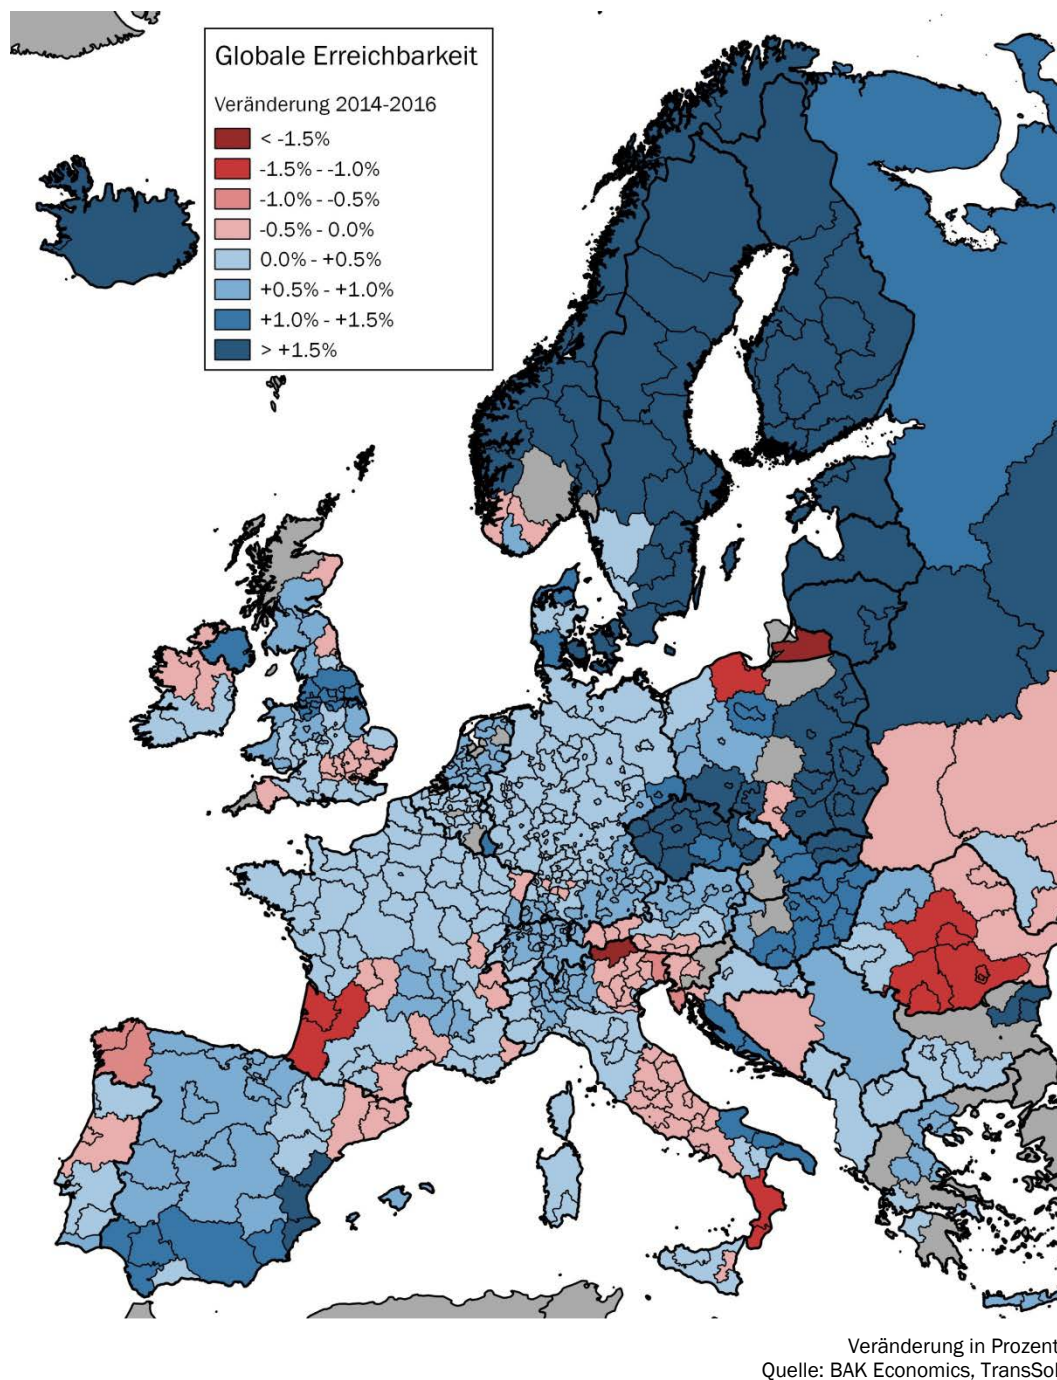 Globale Erreichbarkeit
Veränderung 2014-2016
< -1.5%
-1.5% - -1.0%
-1.0% - -0.5%
-0.5% - 0.0%
0.0% - +0.5%
+0.5% - +1.0%
+1.0% - +1.5%
> +1.5%
Veränderung in Prozent
Quelle: BAK Economics, TransSol